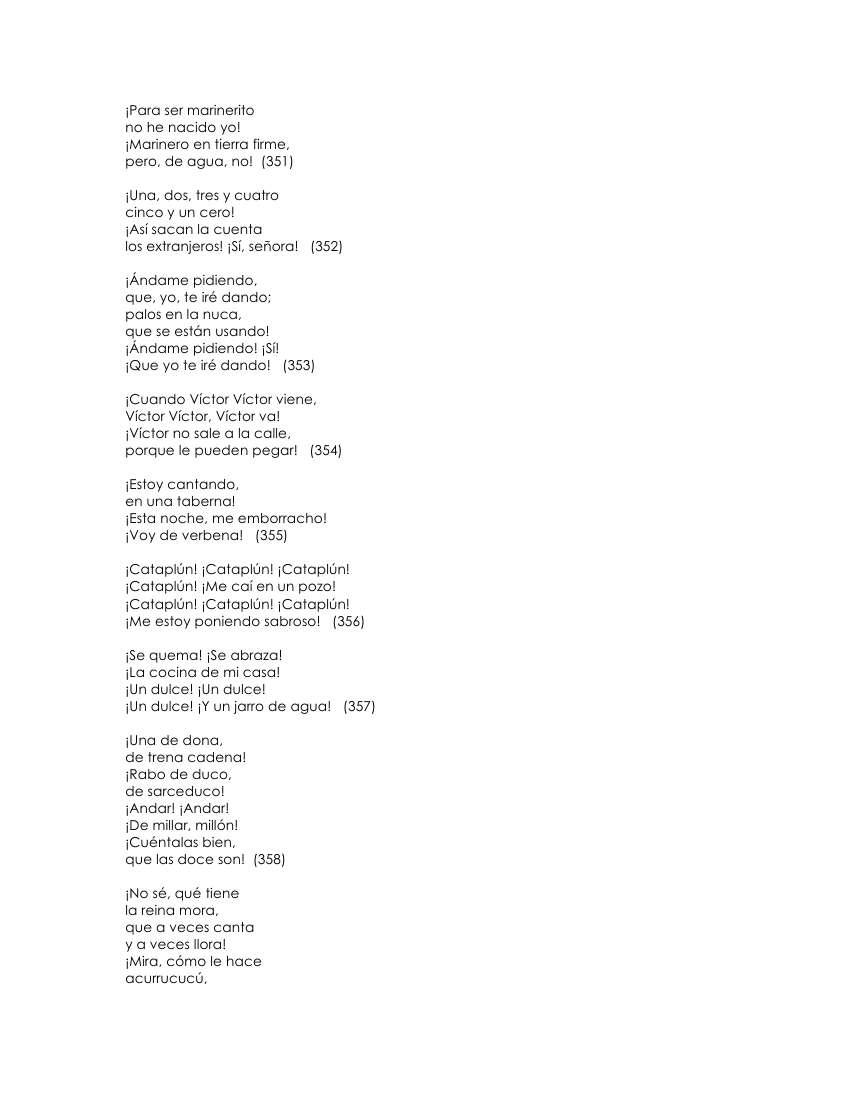 ¡Para ser marinerito
no he nacido yo!
¡Marinero en tierra firme,
pero, de agua, no!  (351)

¡Una, dos, tres y cuatro
cinco y un cero!
¡Así sacan la cuenta
los extranjeros! ¡Sí, señora!   (352)

¡Ándame pidiendo,
que, yo, te iré dando;
palos en la nuca,
que se están usando!
¡Ándame pidiendo! ¡Sí!
¡Que yo te iré dando!   (353)

¡Cuando Víctor Víctor viene,
Víctor Víctor, Víctor va!
¡Víctor no sale a la calle,
porque le pueden pegar!   (354)

¡Estoy cantando,
en una taberna!
¡Esta noche, me emborracho!
¡Voy de verbena!   (355)

¡Cataplún! ¡Cataplún! ¡Cataplún!
¡Cataplún! ¡Me caí en un pozo!
¡Cataplún! ¡Cataplún! ¡Cataplún!
¡Me estoy poniendo sabroso!   (356)

¡Se quema! ¡Se abraza!
¡La cocina de mi casa!
¡Un dulce! ¡Un dulce!
¡Un dulce! ¡Y un jarro de agua!   (357)

¡Una de dona,
de trena cadena!
¡Rabo de duco,
de sarceduco!
¡Andar! ¡Andar!
¡De millar, millón!
¡Cuéntalas bien,
que las doce son!  (358)

¡No sé, qué tiene
la reina mora,
que a veces canta
y a veces llora!
¡Mira, cómo le hace
acurrucucú,